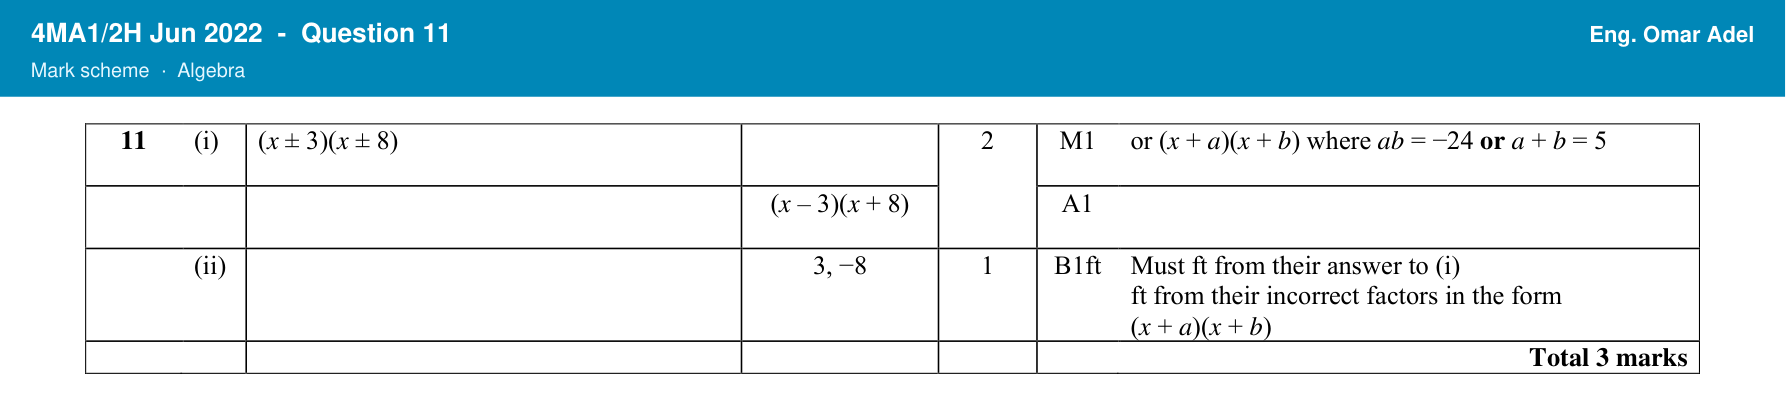 4MA1/2H Jun 2022 - Question 11
Eng. Omar Adel
Mark scheme · Algebra
11 (i) (x ± 3)(x ± 8) 2 M1 or (x + a)(x + b) where ab = −24 or a + b = 5
(x – 3)(x + 8) A1
(ii) 3, −8 1 B1ft Must ft from their answer to (i)
ft from their incorrect factors in the form
(x + a)(x + b)
Total 3 marks